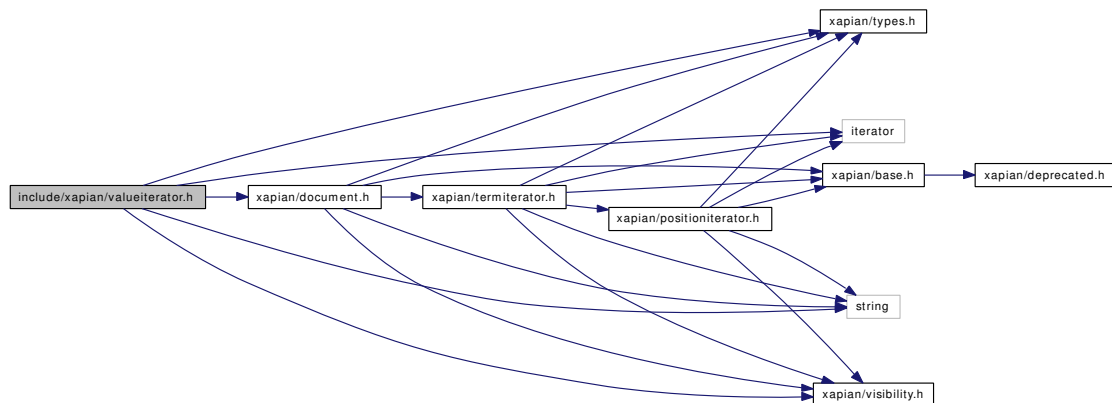 xapian/types.h
iterator
xapian/base.h
xapian/deprecated.h
include/xapian/valueiterator.h
xapian/document.h
xapian/termiterator.h
xapian/positioniterator.h
string
xapian/visibility.h